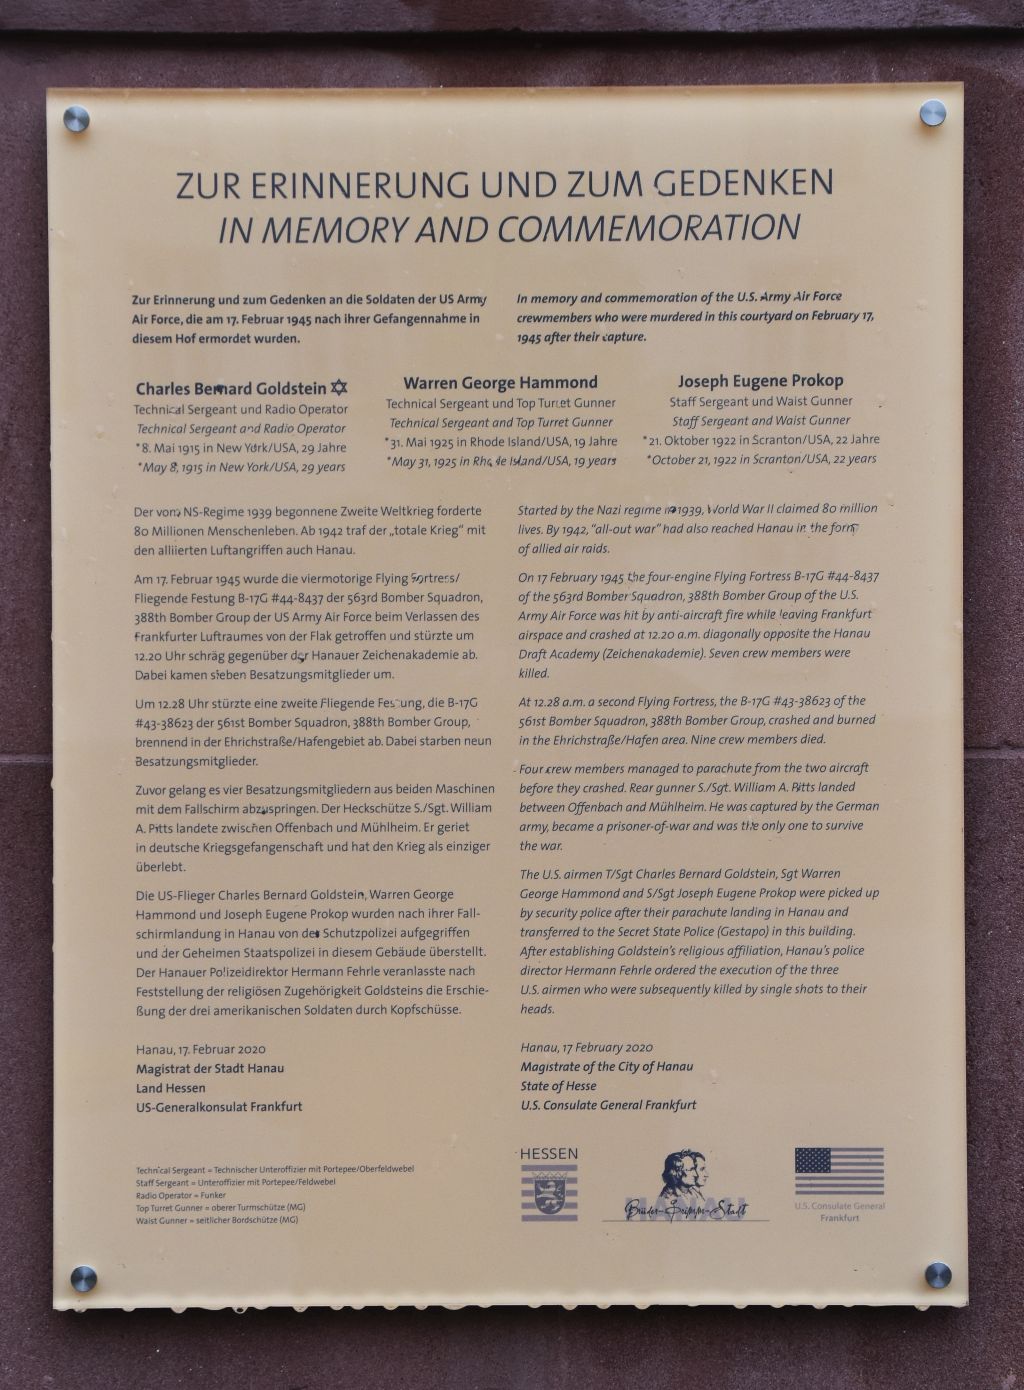 ZUR ERINNERUNG UND ZUM GEDENKEN
IN MEMORY AND COMMEMORATION
Zur Erinnerung und zum Gedenken an die Soldaten der US Army
Air Force, die am 17. Februar 1945 nach ihrer Gefangennahme in
diesem Hof ermordet wurden.
In memory and commemoration of the U.S. Army Air Force
crewmembers who were murdered in this courtyard on February 17,
1945 after their capture.
Charles Bernard Goldstein ✡
Technical Sergeant und Radio Operator
Technical Sergeant and Radio Operator
*8. Mai 1915 in New York/USA, 29 Jahre
*May 8, 1915 in New York/USA, 29 years
Warren George Hammond
Technical Sergeant und Top Turret Gunner
Technical Sergeant and Top Turret Gunner
*31. Mai 1925 in Rhode Island/USA, 19 Jahre
*May 31, 1925 in Rhode Island/USA, 19 years
Joseph Eugene Prokop
Staff Sergeant und Waist Gunner
Staff Sergeant and Waist Gunner
*21. Oktober 1922 in Scranton/USA, 22 Jahre
*October 21, 1922 in Scranton/USA, 22 years
Der vom NS-Regime 1939 begonnene Zweite Weltkrieg forderte
80 Millionen Menschenleben. Ab 1942 traf der „totale Krieg“ mit
den alliierten Luftangriffen auch Hanau.
Am 17. Februar 1945 wurde die viermotorige Flying Fortress/
Fliegende Festung B-17G #44-8437 der 563rd Bomber Squadron,
388th Bomber Group der US Army Air Force beim Verlassen des
Frankfurter Luftraumes von der Flak getroffen und stürzte um
12.20 Uhr schräg gegenüber der Hanauer Zeichenakademie ab.
Dabei kamen sieben Besatzungsmitglieder um.
Um 12.28 Uhr stürzte eine zweite Fliegende Festung, die B-17G
#43-38623 der 561st Bomber Squadron, 388th Bomber Group,
brennend in der Ehrichstraße/Hafengebiet ab. Dabei starben neun
Besatzungsmitglieder.
Zuvor gelang es vier Besatzungsmitgliedern aus beiden Maschinen
mit dem Fallschirm abzuspringen. Der Heckschütze S./Sgt. William
A. Pitts landete zwischen Offenbach und Mühlheim. Er geriet
in deutsche Kriegsgefangenschaft und hat den Krieg als einziger
überlebt.
Die US-Flieger Charles Bernard Goldstein, Warren George
Hammond und Joseph Eugene Prokop wurden nach ihrer Fall-
schirmlandung in Hanau von der Schutzpolizei aufgegriffen
und der Geheimen Staatspolizei in diesem Gebäude überstellt.
Der Hanauer Polizeidirektor Hermann Fehrle veranlasste nach
Feststellung der religiösen Zugehörigkeit Goldsteins die Erschie-
ßung der drei amerikanischen Soldaten durch Kopfschüsse.
Hanau, 17. Februar 2020
Magistrat der Stadt Hanau
Land Hessen
US-Generalkonsulat Frankfurt
Started by the Nazi regime in 1939, World War II claimed 80 million
lives. By 1942, "all-out war" had also reached Hanau in the form
of allied air raids.
On 17 February 1945 the four-engine Flying Fortress B-17G #44-8437
of the 563rd Bomber Squadron, 388th Bomber Group of the U.S.
Army Air Force was hit by anti-aircraft fire while leaving Frankfurt
airspace and crashed at 12.20 a.m. diagonally opposite the Hanau
Draft Academy (Zeichenakademie). Seven crew members were
killed.
At 12.28 a.m. a second Flying Fortress, the B-17G #43-38623 of the
561st Bomber Squadron, 388th Bomber Group, crashed and burned
in the Ehrichstraße/Hafen area. Nine crew members died.
Four crew members managed to parachute from the two aircraft
before they crashed. Rear gunner S./Sgt. William A. Pitts landed
between Offenbach and Mühlheim. He was captured by the German
army, became a prisoner-of-war and was the only one to survive
the war.
The U.S. airmen T/Sgt Charles Bernard Goldstein, Sgt Warren
George Hammond and S/Sgt Joseph Eugene Prokop were picked up
by security police after their parachute landing in Hanau and
transferred to the Secret State Police (Gestapo) in this building.
After establishing Goldstein's religious affiliation, Hanau's police
director Hermann Fehrle ordered the execution of the three
U.S. airmen who were subsequently killed by single shots to their
heads.
Hanau, 17 February 2020
Magistrate of the City of Hanau
State of Hesse
U.S. Consulate General Frankfurt
Technical Sergeant = Technischer Unteroffizier mit Portepee/Oberfeldwebel
Staff Sergeant = Unteroffizier mit Portepee/Feldwebel
Radio Operator = Funker
Top Turret Gunner = oberer Turmschütze (MG)
Waist Gunner = seitlicher Bordschütze (MG)
HESSEN
HANAU
Brüder-Grimm-Stadt
U.S. Consulate General
Frankfurt